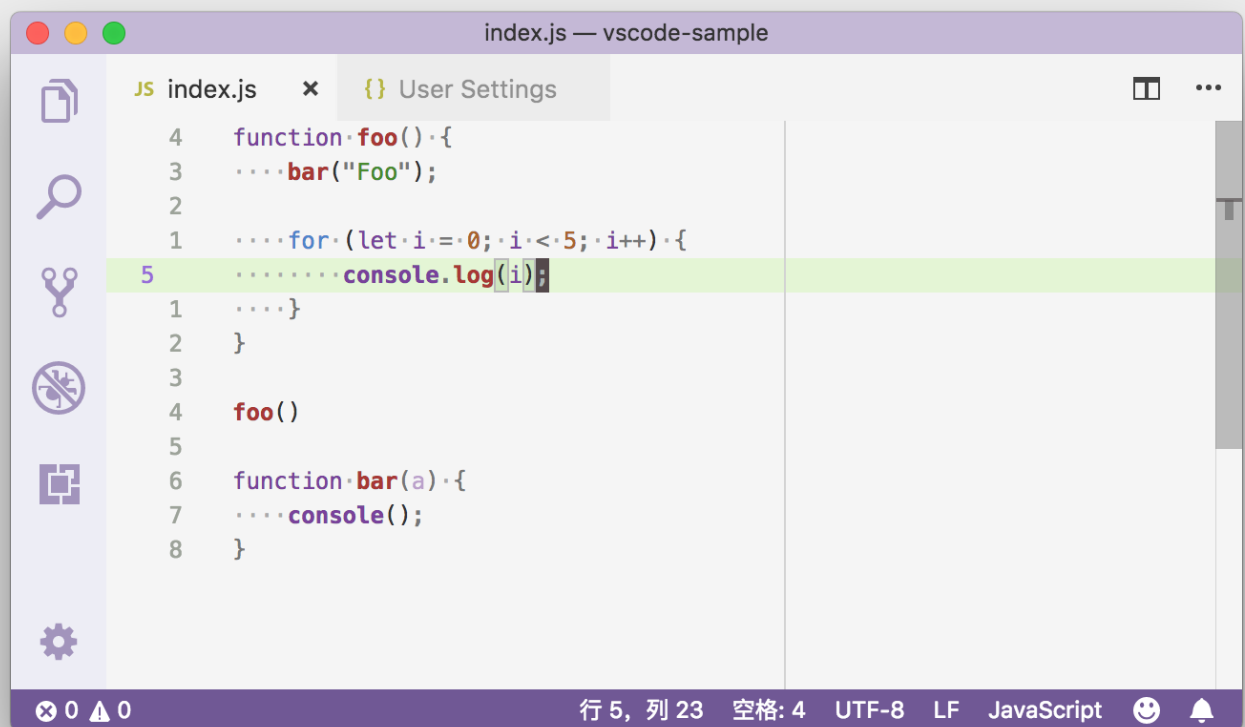 index.js — vscode-sample
JS index.js × {} User Settings ···
4 function·foo()·{
3 ····bar("Foo");
2
1 ····for·(let·i·=·0;·i·<·5;·i++)·{
5 ········console.log(i);
1 ····}
2 }
3
4 foo()
5
6 function·bar(a)·{
7 ····console();
8 }
0 0 行 5，列 23 空格: 4 UTF-8 LF JavaScript